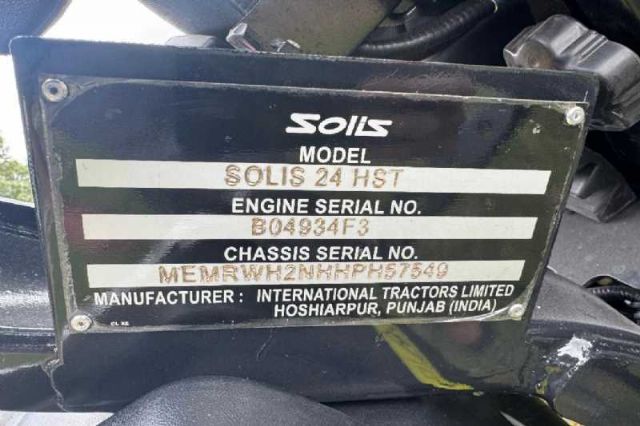 Solis
MODEL
SOLIS 24 HST
ENGINE SERIAL NO.
B04934F3
CHASSIS SERIAL NO.
MEMRWH2NHHPH57549
MANUFACTURER : INTERNATIONAL TRACTORS LIMITED
HOSHIARPUR, PUNJAB (INDIA)